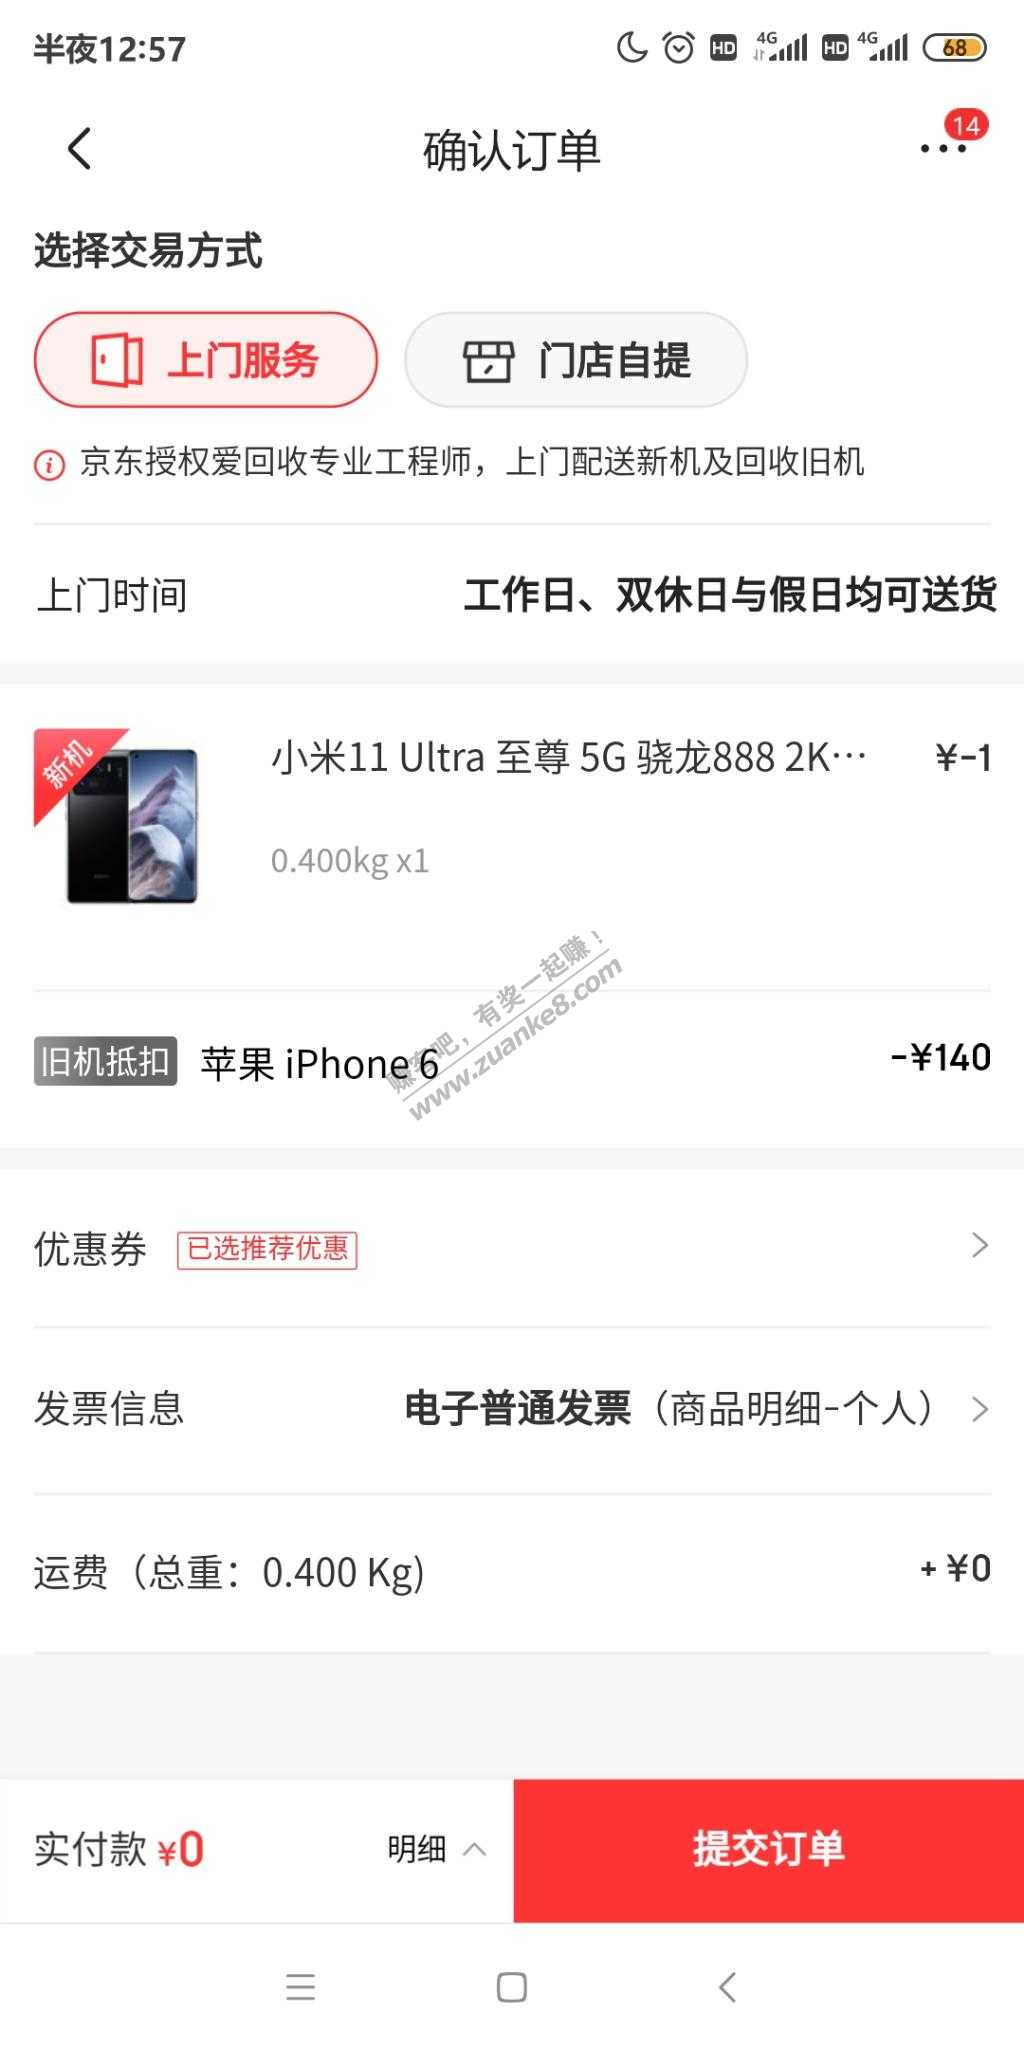 半夜12:57
HD 4G HD 4G 68
确认订单
14
选择交易方式
上门服务
门店自提
京东授权爱回收专业工程师，上门配送新机及回收旧机
上门时间 工作日、双休日与假日均可送货
新机
小米11 Ultra 至尊 5G 骁龙888 2K… ¥-1
0.400kg x1
赚客吧，有奖一起赚！
www.zuanke8.com
旧机抵扣 苹果 iPhone 6 -¥140
优惠券 已选推荐优惠
发票信息 电子普通发票（商品明细-个人）
运费（总重：0.400 Kg) + ¥0
实付款 ¥0 明细 提交订单